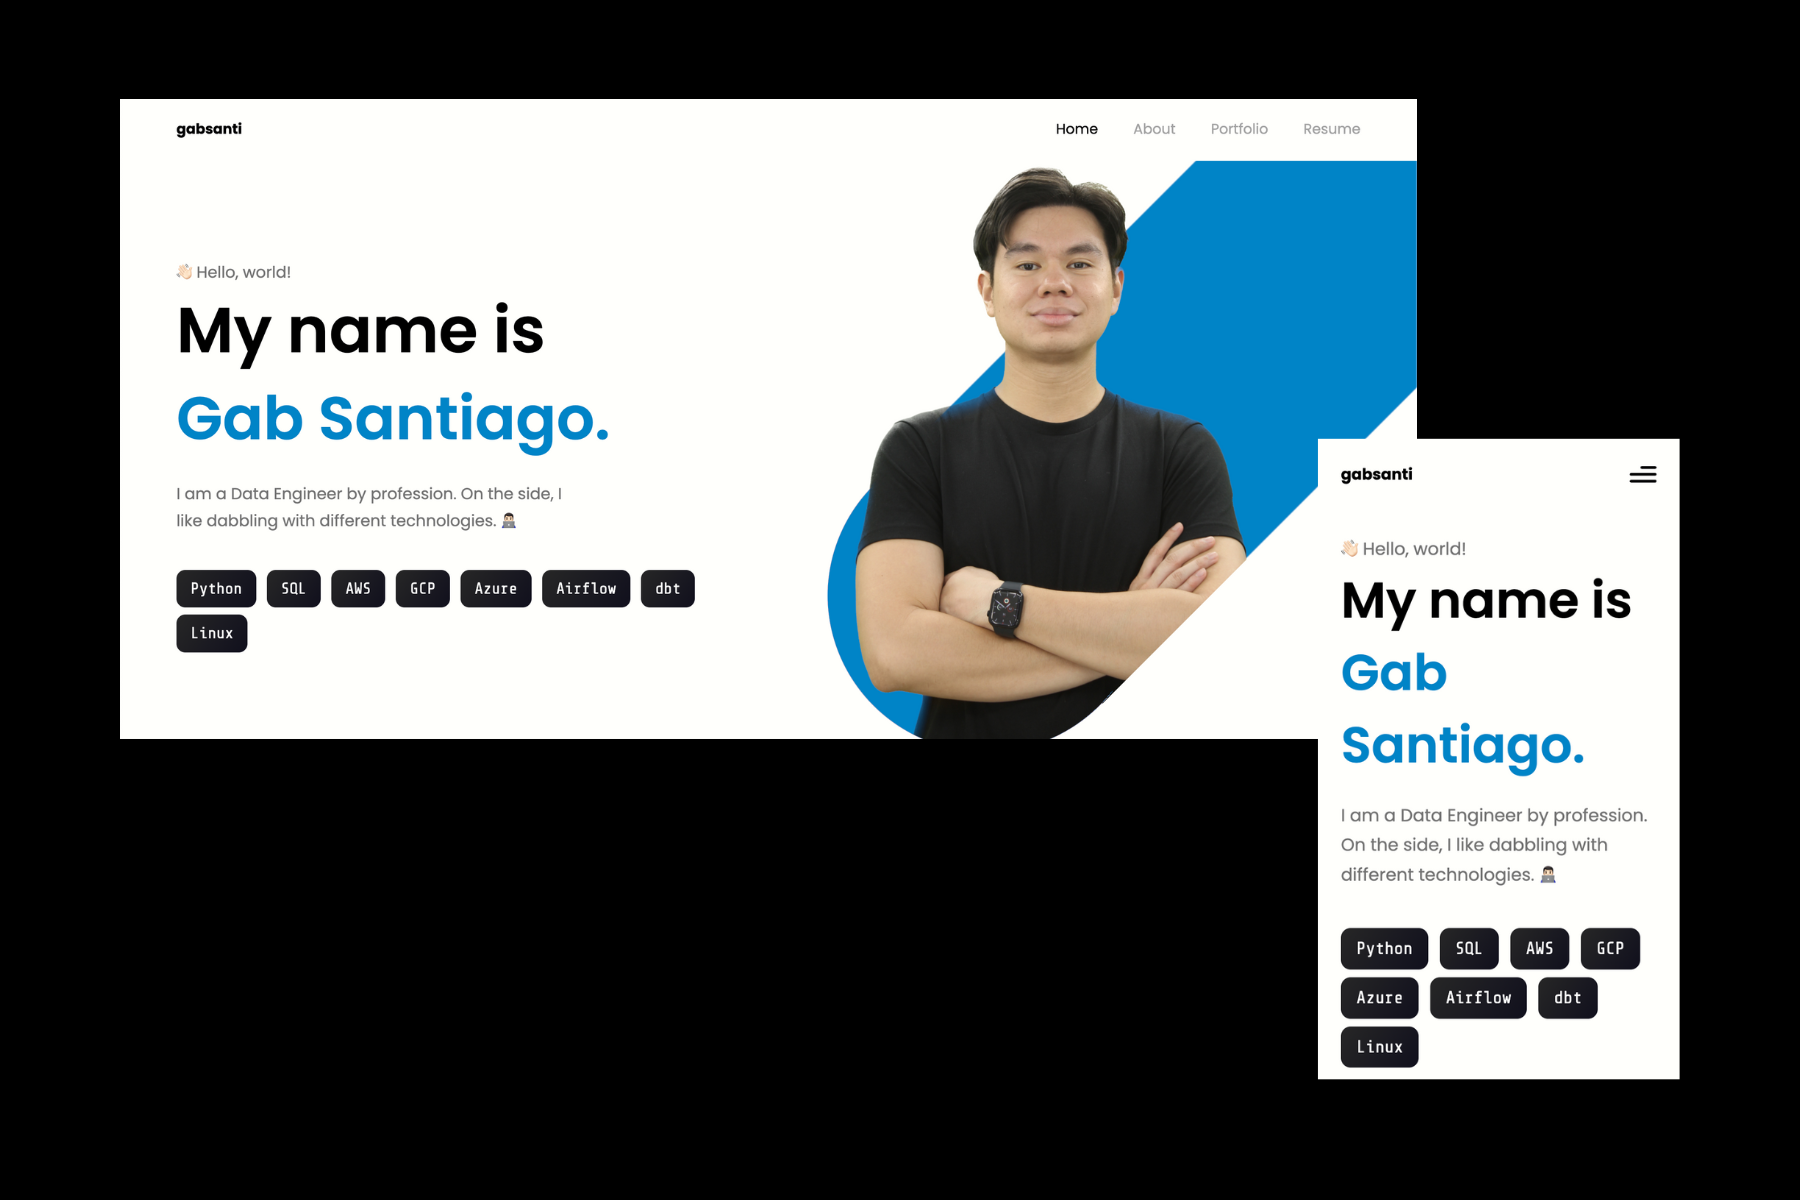 gabsanti
Home About Portfolio Resume
👋🏻 Hello, world!
My name is
Gab Santiago.
I am a Data Engineer by profession. On the side, I
like dabbling with different technologies. 👨🏻‍💻
Python SQL AWS GCP Azure Airflow dbt
Linux
gabsanti
👋🏻 Hello, world!
My name is
Gab
Santiago.
I am a Data Engineer by profession.
On the side, I like dabbling with
different technologies. 👨🏻‍💻
Python SQL AWS GCP
Azure Airflow dbt
Linux